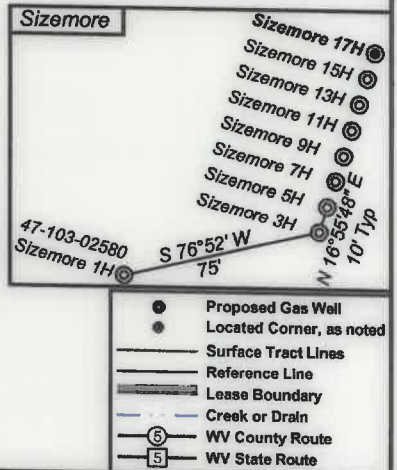 Sizemore
Sizemore 17H
Sizemore 15H
Sizemore 13H
Sizemore 11H
Sizemore 9H
Sizemore 7H
Sizemore 5H
Sizemore 3H
47-103-02580
Sizemore 1H
S 76°52' W
75'
N 16°55'48" E
10' Typ
Proposed Gas Well
Located Corner, as noted
Surface Tract Lines
Reference Line
Lease Boundary
Creek or Drain
5 WV County Route
5 WV State Route